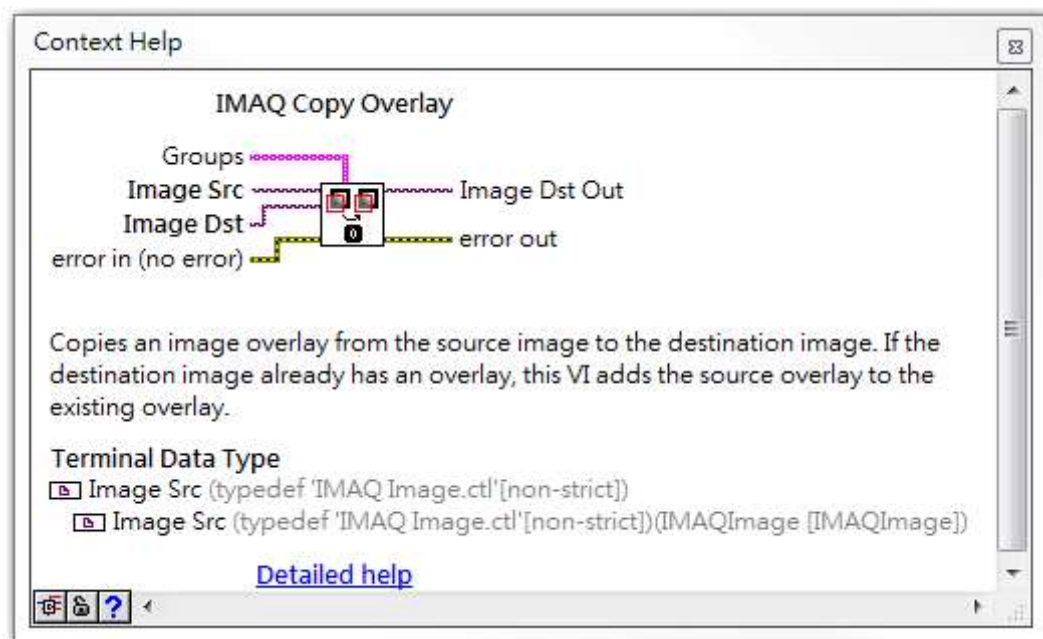 Context Help
IMAQ Copy Overlay
Groups
Image Src
Image Dst Out
Image Dst
error out
error in (no error)
Copies an image overlay from the source image to the destination image. If the
destination image already has an overlay, this VI adds the source overlay to the
existing overlay.
Terminal Data Type
Image Src (typedef 'IMAQ Image.ctl'[non-strict])
Image Src (typedef 'IMAQ Image.ctl'[non-strict])(IMAQImage [IMAQImage])
Detailed help
?